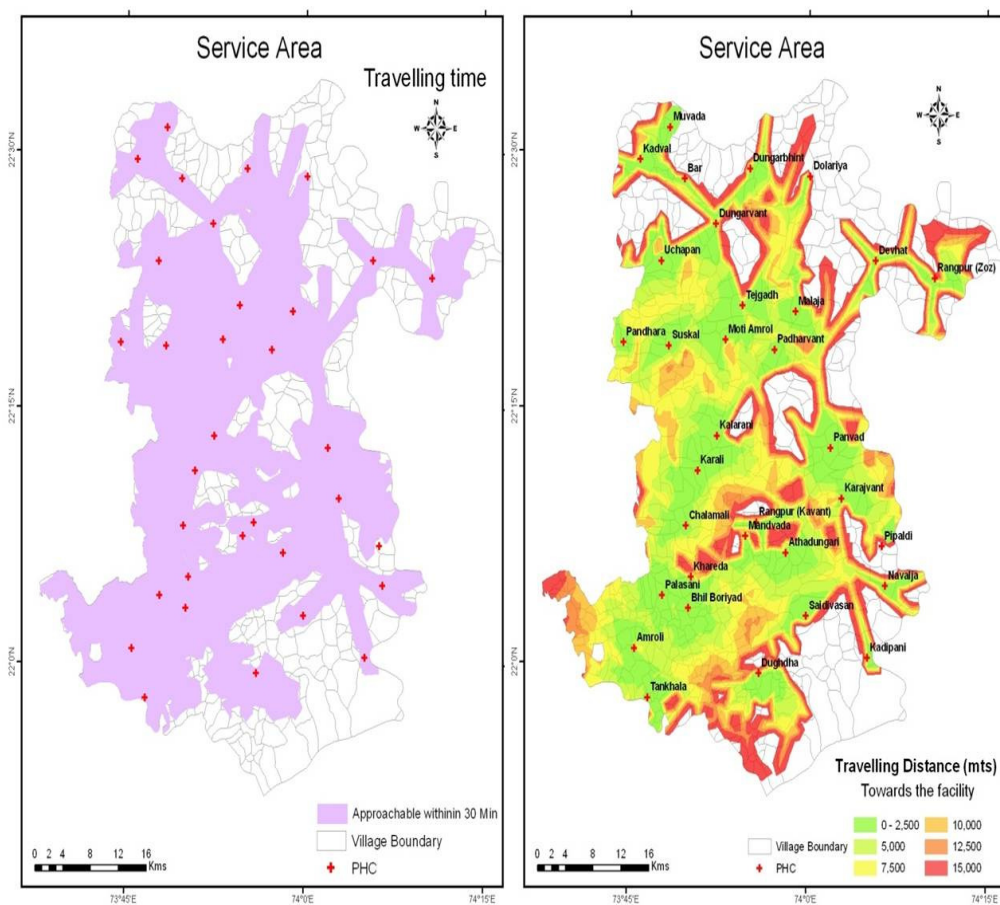 Service Area
Travelling time
N
W E
S
22°30'N
22°15'N
22°0'N
Approachable withinin 30 Min
Village Boundary
PHC
0 2 4 8 12 16
Kms
73°45'E
74°0'E
74°15'E
Service Area
N
W E
S
Muvada
Kadval
Bar
Dungarbhint
Dolariya
Dungarvant
Uchapan
Devhat
Rangpur (Zoz)
Tejgadh
Malaja
Pandhara
Suskal
Moti Amrol
Padharvant
Kalarani
Panvad
Karali
Karajvant
Chalamali
Rangpur (Kavant)
Mandvada
Athadungari
Pipaldi
Khareda
Navalja
Palasani
Bhil Boriyad
Saidivasan
Amroli
Kadipani
Dughdha
Tankhala
Travelling Distance (mts)
Towards the facility
Village Boundary
PHC
0 - 2,500
5,000
7,500
10,000
12,500
15,000
0 2 4 8 12 16
Kms
73°45'E
74°0'E
74°15'E